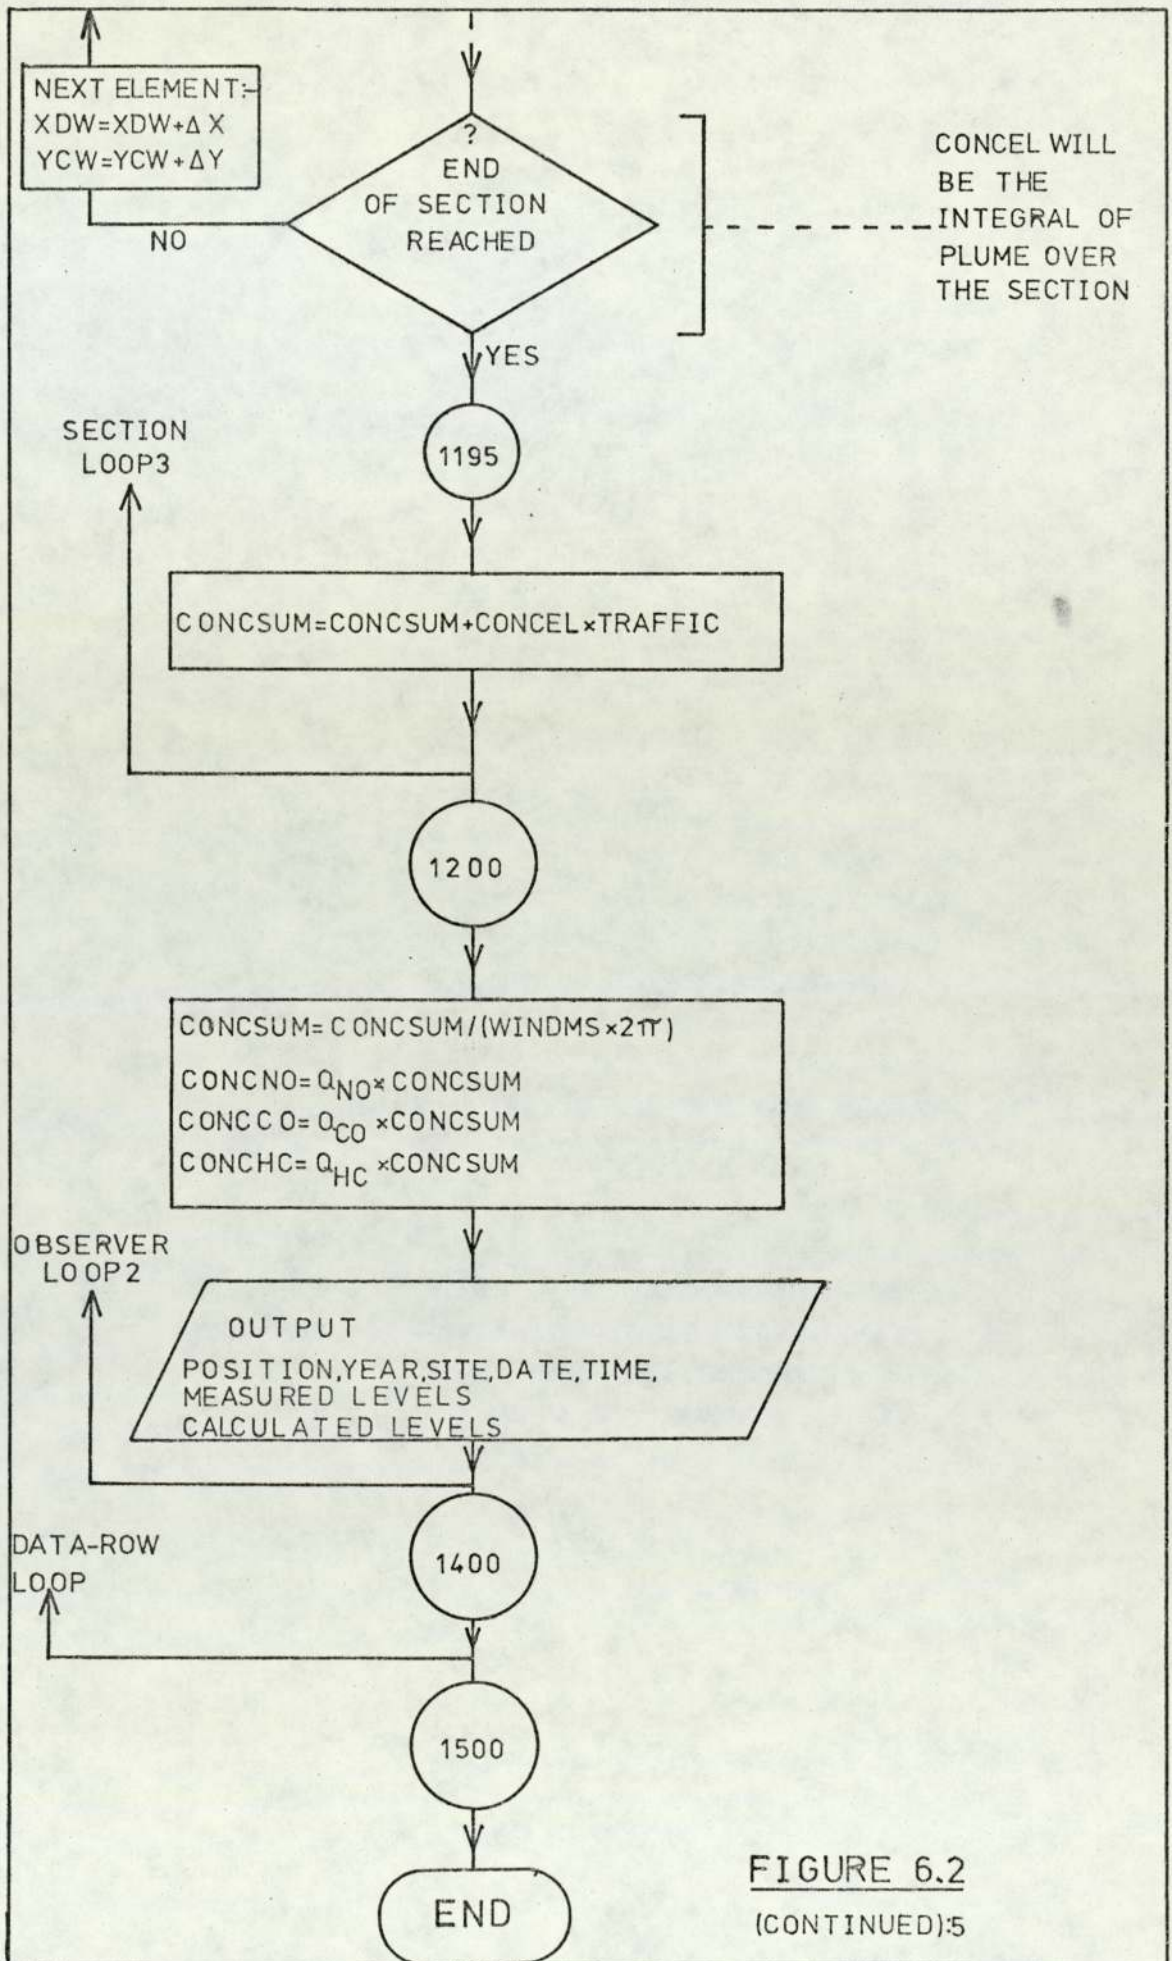 NEXT ELEMENT:-
XDW=XDW+ΔX
YCW=YCW+ΔY
NO
?
END
OF SECTION
REACHED
CONCEL WILL
BE THE
INTEGRAL OF
PLUME OVER
THE SECTION
YES
SECTION
LOOP3
1195
CONCSUM=CONCSUM+CONCEL×TRAFFIC
1200
CONCSUM=CONCSUM/(WINDMS×2π)
CONCNO=Q_NO×CONCSUM
CONCCO=Q_CO×CONCSUM
CONCHC=Q_HC×CONCSUM
OBSERVER
LOOP2
OUTPUT
POSITION,YEAR,SITE,DATE,TIME,
MEASURED LEVELS
CALCULATED LEVELS
1400
DATA-ROW
LOOP
1500
END
FIGURE 6.2
(CONTINUED):5